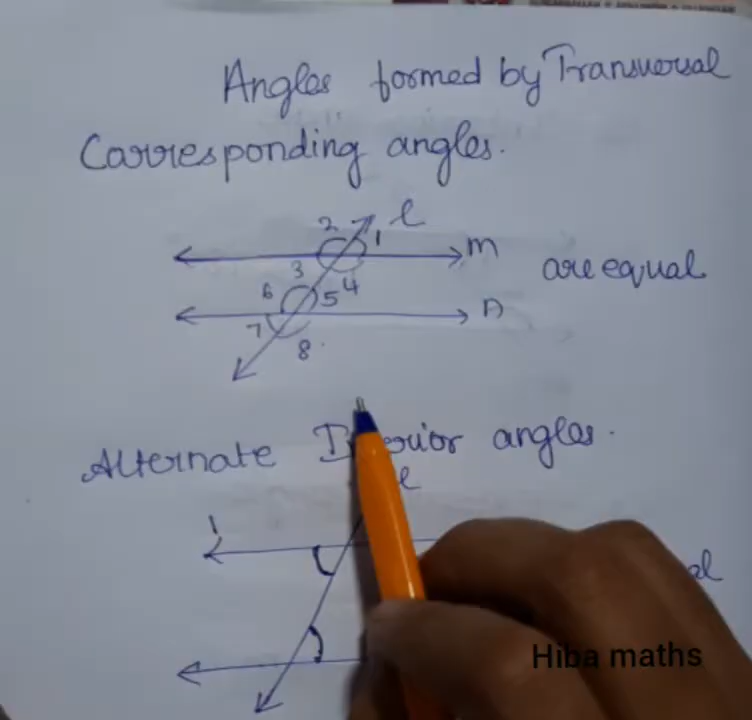 Angles formed by Transversal
Carresponding angles.
l
2 1
m
3 4
are equal
6 5
n
7 8
Alternate angles.
l
Hiba maths